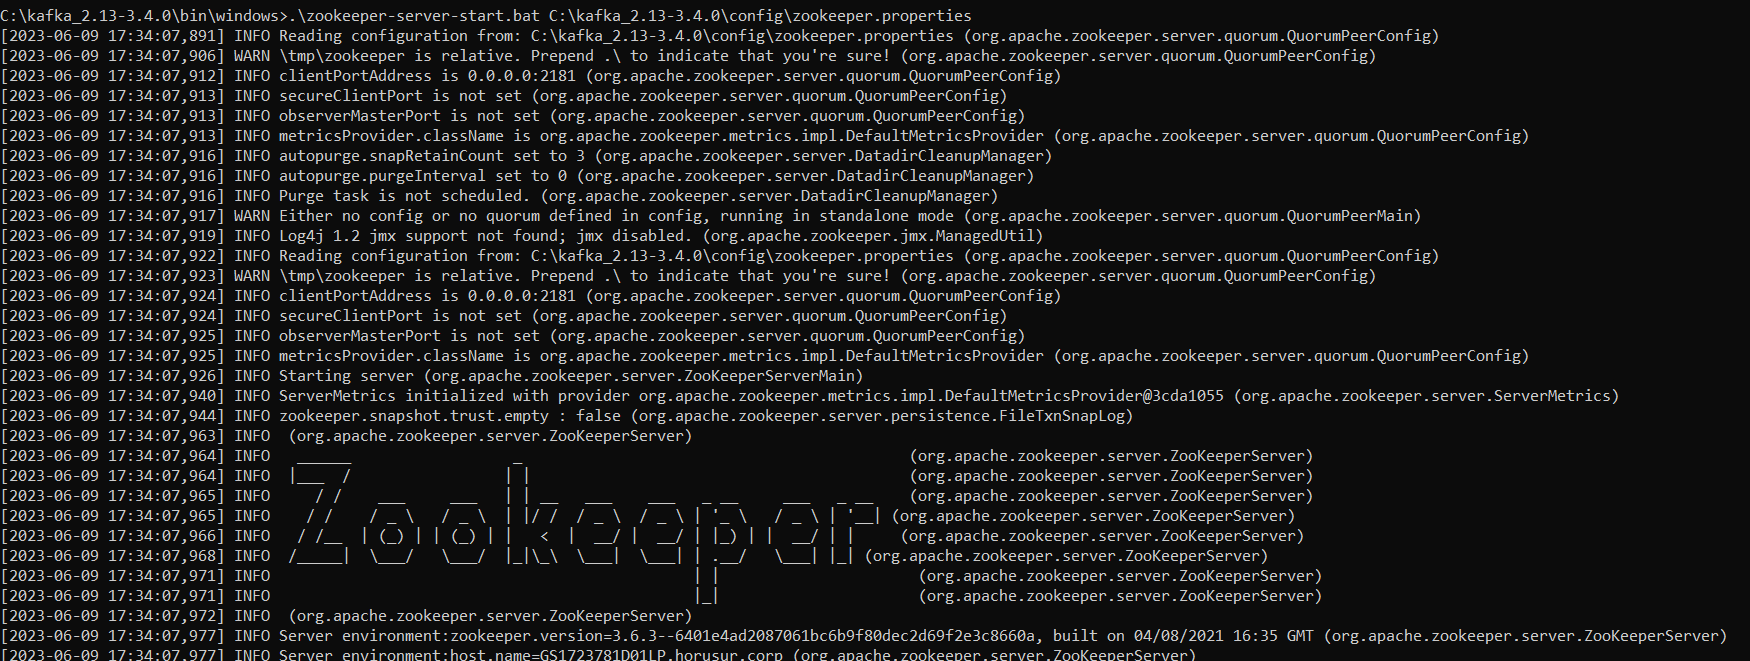 C:\kafka_2.13-3.4.0\bin\windows>.\zookeeper-server-start.bat C:\kafka_2.13-3.4.0\config\zookeeper.properties
[2023-06-09 17:34:07,891] INFO Reading configuration from: C:\kafka_2.13-3.4.0\config\zookeeper.properties (org.apache.zookeeper.server.quorum.QuorumPeerConfig)
[2023-06-09 17:34:07,906] WARN \tmp\zookeeper is relative. Prepend .\ to indicate that you're sure! (org.apache.zookeeper.server.quorum.QuorumPeerConfig)
[2023-06-09 17:34:07,912] INFO clientPortAddress is 0.0.0.0:2181 (org.apache.zookeeper.server.quorum.QuorumPeerConfig)
[2023-06-09 17:34:07,913] INFO secureClientPort is not set (org.apache.zookeeper.server.quorum.QuorumPeerConfig)
[2023-06-09 17:34:07,913] INFO observerMasterPort is not set (org.apache.zookeeper.server.quorum.QuorumPeerConfig)
[2023-06-09 17:34:07,913] INFO metricsProvider.className is org.apache.zookeeper.metrics.impl.DefaultMetricsProvider (org.apache.zookeeper.server.quorum.QuorumPeerConfig)
[2023-06-09 17:34:07,916] INFO autopurge.snapRetainCount set to 3 (org.apache.zookeeper.server.DatadirCleanupManager)
[2023-06-09 17:34:07,916] INFO autopurge.purgeInterval set to 0 (org.apache.zookeeper.server.DatadirCleanupManager)
[2023-06-09 17:34:07,916] INFO Purge task is not scheduled. (org.apache.zookeeper.server.DatadirCleanupManager)
[2023-06-09 17:34:07,917] WARN Either no config or no quorum defined in config, running in standalone mode (org.apache.zookeeper.server.quorum.QuorumPeerMain)
[2023-06-09 17:34:07,919] INFO Log4j 1.2 jmx support not found; jmx disabled. (org.apache.zookeeper.jmx.ManagedUtil)
[2023-06-09 17:34:07,922] INFO Reading configuration from: C:\kafka_2.13-3.4.0\config\zookeeper.properties (org.apache.zookeeper.server.quorum.QuorumPeerConfig)
[2023-06-09 17:34:07,923] WARN \tmp\zookeeper is relative. Prepend .\ to indicate that you're sure! (org.apache.zookeeper.server.quorum.QuorumPeerConfig)
[2023-06-09 17:34:07,924] INFO clientPortAddress is 0.0.0.0:2181 (org.apache.zookeeper.server.quorum.QuorumPeerConfig)
[2023-06-09 17:34:07,924] INFO secureClientPort is not set (org.apache.zookeeper.server.quorum.QuorumPeerConfig)
[2023-06-09 17:34:07,925] INFO observerMasterPort is not set (org.apache.zookeeper.server.quorum.QuorumPeerConfig)
[2023-06-09 17:34:07,925] INFO metricsProvider.className is org.apache.zookeeper.metrics.impl.DefaultMetricsProvider (org.apache.zookeeper.server.quorum.QuorumPeerConfig)
[2023-06-09 17:34:07,926] INFO Starting server (org.apache.zookeeper.server.ZooKeeperServerMain)
[2023-06-09 17:34:07,940] INFO ServerMetrics initialized with provider org.apache.zookeeper.metrics.impl.DefaultMetricsProvider@3cda1055 (org.apache.zookeeper.server.ServerMetrics)
[2023-06-09 17:34:07,944] INFO zookeeper.snapshot.trust.empty : false (org.apache.zookeeper.server.persistence.FileTxnSnapLog)
[2023-06-09 17:34:07,963] INFO  (org.apache.zookeeper.server.ZooKeeperServer)
[2023-06-09 17:34:07,964] INFO   ______                  _                                           (org.apache.zookeeper.server.ZooKeeperServer)
[2023-06-09 17:34:07,964] INFO  |___  /                 | |                                          (org.apache.zookeeper.server.ZooKeeperServer)
[2023-06-09 17:34:07,965] INFO     / /    ___     ___   | | __   ___    ___   _ __     ___   _ __    (org.apache.zookeeper.server.ZooKeeperServer)
[2023-06-09 17:34:07,965] INFO    / /    / _ \   / _ \  | |/ /  / _ \  / _ \ | '_ \   / _ \ | '__| (org.apache.zookeeper.server.ZooKeeperServer)
[2023-06-09 17:34:07,966] INFO   / /__  | (_) | | (_) | |   <  |  __/ |  __/ | |_) | |  __/ | |     (org.apache.zookeeper.server.ZooKeeperServer)
[2023-06-09 17:34:07,968] INFO  /_____|  \___/   \___/  |_|\_\  \___|  \___| | .__/   \___| |_| (org.apache.zookeeper.server.ZooKeeperServer)
[2023-06-09 17:34:07,971] INFO                                               | |                      (org.apache.zookeeper.server.ZooKeeperServer)
[2023-06-09 17:34:07,971] INFO                                               |_|                      (org.apache.zookeeper.server.ZooKeeperServer)
[2023-06-09 17:34:07,972] INFO  (org.apache.zookeeper.server.ZooKeeperServer)
[2023-06-09 17:34:07,977] INFO Server environment:zookeeper.version=3.6.3--6401e4ad2087061bc6b9f80dec2d69f2e3c8660a, built on 04/08/2021 16:35 GMT (org.apache.zookeeper.server.ZooKeeperServer)
[2023-06-09 17:34:07,977] INFO Server environment:host.name=GS1723781D01LP.horusur.corp (org.apache.zookeeper.server.ZooKeeperServer)